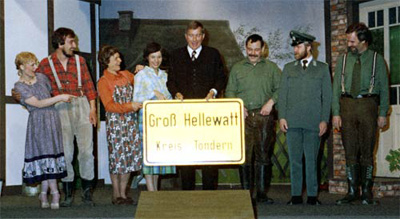 Groß Hellewatt
Kreis Tondern